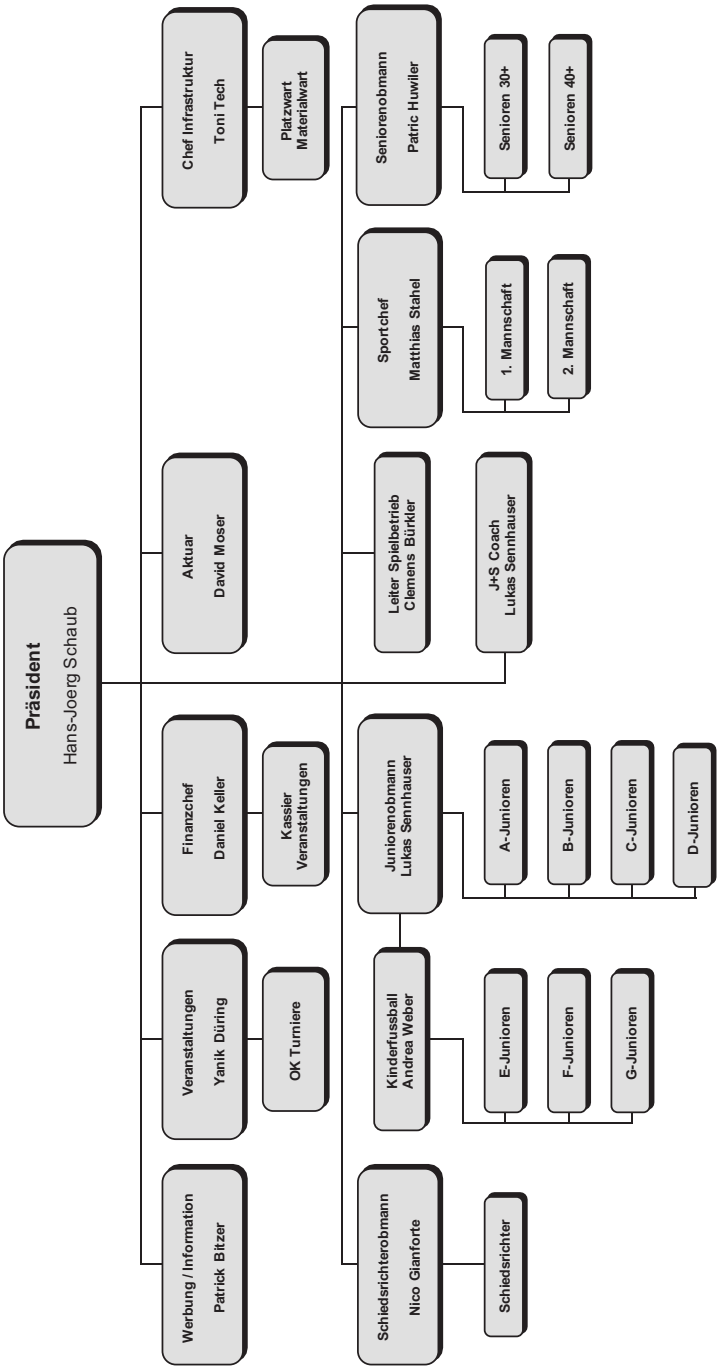 Präsident
Hans-Joerg Schaub
Werbung / Information
Patrick Bitzer
Veranstaltungen
Yanik Düring
Finanzchef
Daniel Keller
Aktuar
David Moser
Chef Infrastruktur
Toni Tech
OK Turniere
Kassier
Veranstaltungen
Platzwart
Materialwart
Schiedsrichterobmann
Nico Gianforte
Kinderfussball
Andrea Weber
Juniorenobmann
Lukas Sennhauser
Leiter Spielbetrieb
Clemens Bürkler
Sportchef
Matthias Stahel
Seniorenobmann
Patric Huwiler
Schiedsrichter
E-Junioren
F-Junioren
G-Junioren
A-Junioren
B-Junioren
C-Junioren
D-Junioren
J+S Coach
Lukas Sennhauser
1. Mannschaft
2. Mannschaft
Senioren 30+
Senioren 40+